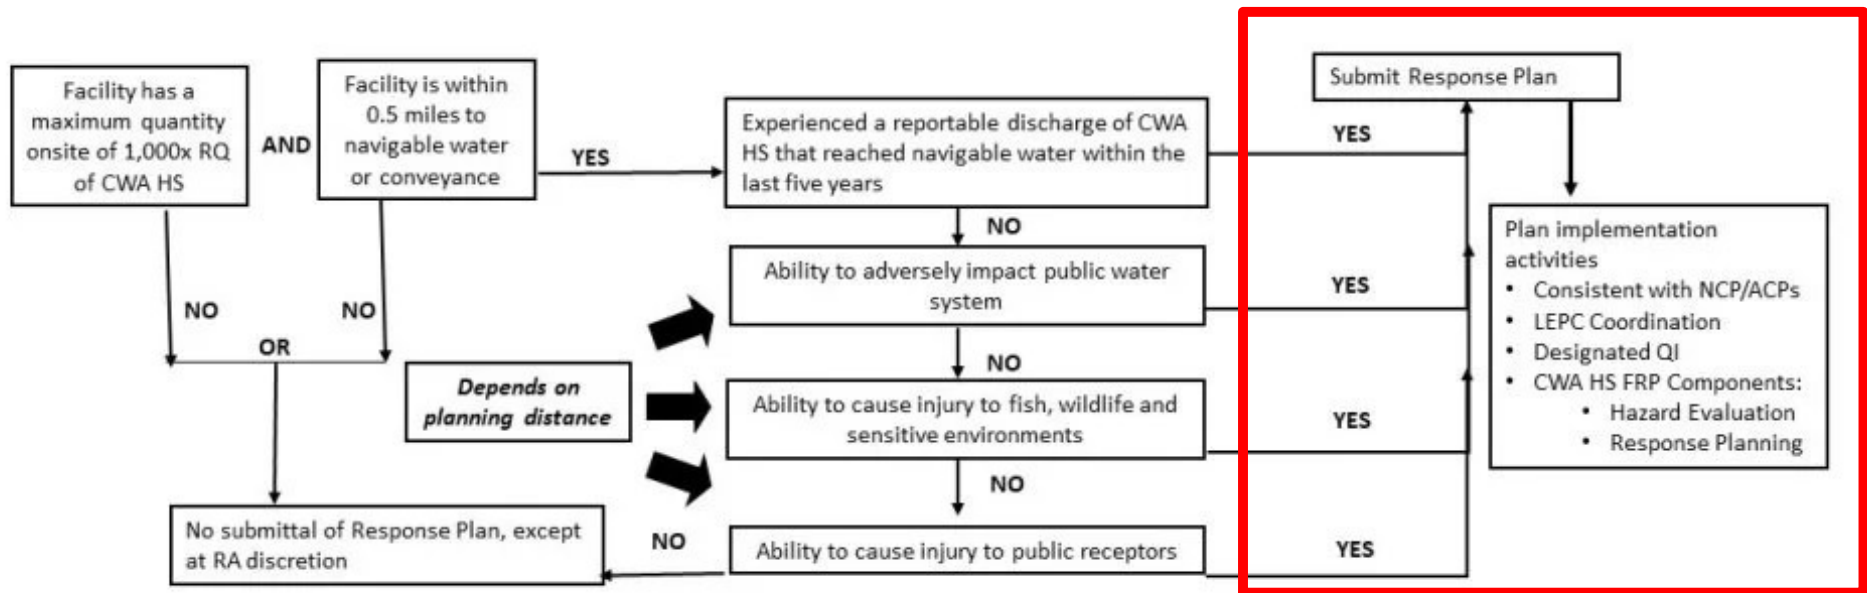 Facility has a
maximum quantity
onsite of 1,000x RQ
of CWA HS
AND
Facility is within
0.5 miles to
navigable water
or conveyance
YES
Experienced a reportable discharge of CWA
HS that reached navigable water within the
last five years
YES
Submit Response Plan
NO
Ability to adversely impact public water
system
YES
Plan implementation
activities
• Consistent with NCP/ACPs
• LEPC Coordination
• Designated QI
• CWA HS FRP Components:
• Hazard Evaluation
• Response Planning
NO
NO
OR
Depends on
planning distance
NO
Ability to cause injury to fish, wildlife and
sensitive environments
YES
NO
No submittal of Response Plan, except
at RA discretion
NO
Ability to cause injury to public receptors
YES